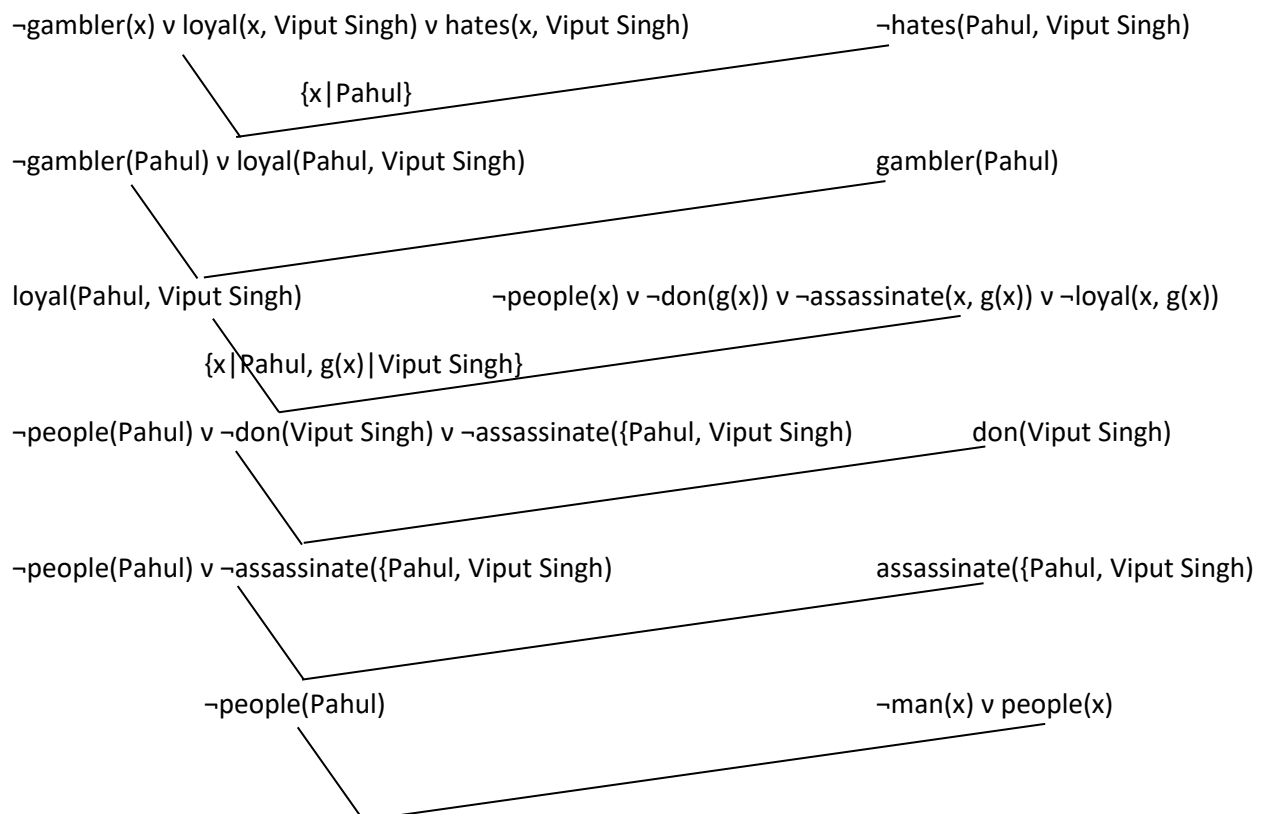 ¬gambler(x) v loyal(x, Viput Singh) v hates(x, Viput Singh) ¬hates(Pahul, Viput Singh)
{x|Pahul}
¬gambler(Pahul) v loyal(Pahul, Viput Singh) gambler(Pahul)
loyal(Pahul, Viput Singh) ¬people(x) v ¬don(g(x)) v ¬assassinate(x, g(x)) v ¬loyal(x, g(x))
{x|Pahul, g(x)|Viput Singh}
¬people(Pahul) v ¬don(Viput Singh) v ¬assassinate({Pahul, Viput Singh) don(Viput Singh)
¬people(Pahul) v ¬assassinate({Pahul, Viput Singh) assassinate({Pahul, Viput Singh)
¬people(Pahul) ¬man(x) v people(x)